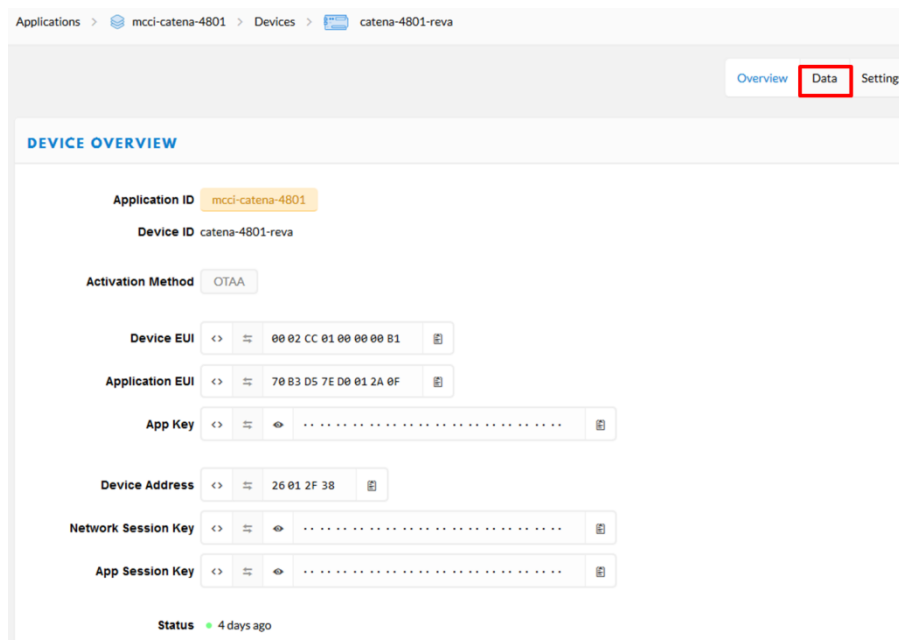 Applications > mcci-catena-4801 > Devices > catena-4801-reva
Overview Data Setting
DEVICE OVERVIEW
Application ID mcci-catena-4801
Device ID catena-4801-reva
Activation Method OTAA
Device EUI <> 00 02 CC 01 00 00 00 B1
Application EUI <> 70 B3 D5 7E D0 01 2A 0F
App Key <>
Device Address <> 26 01 2F 38
Network Session Key <>
App Session Key <>
Status 4 days ago